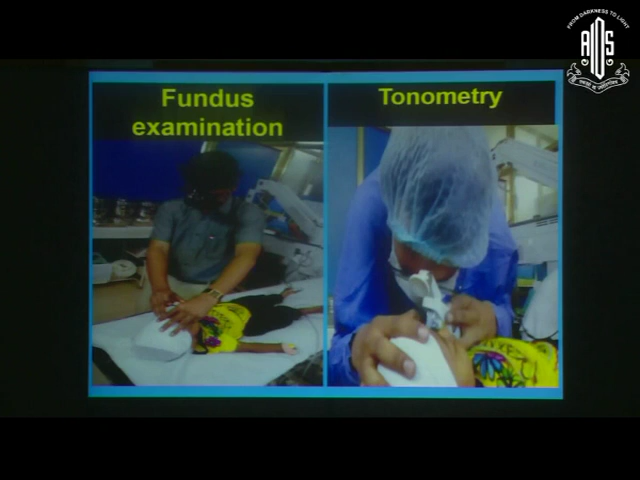 Fundus
examination
Tonometry
FROM DARKNESS TO LIGHT
AIOS